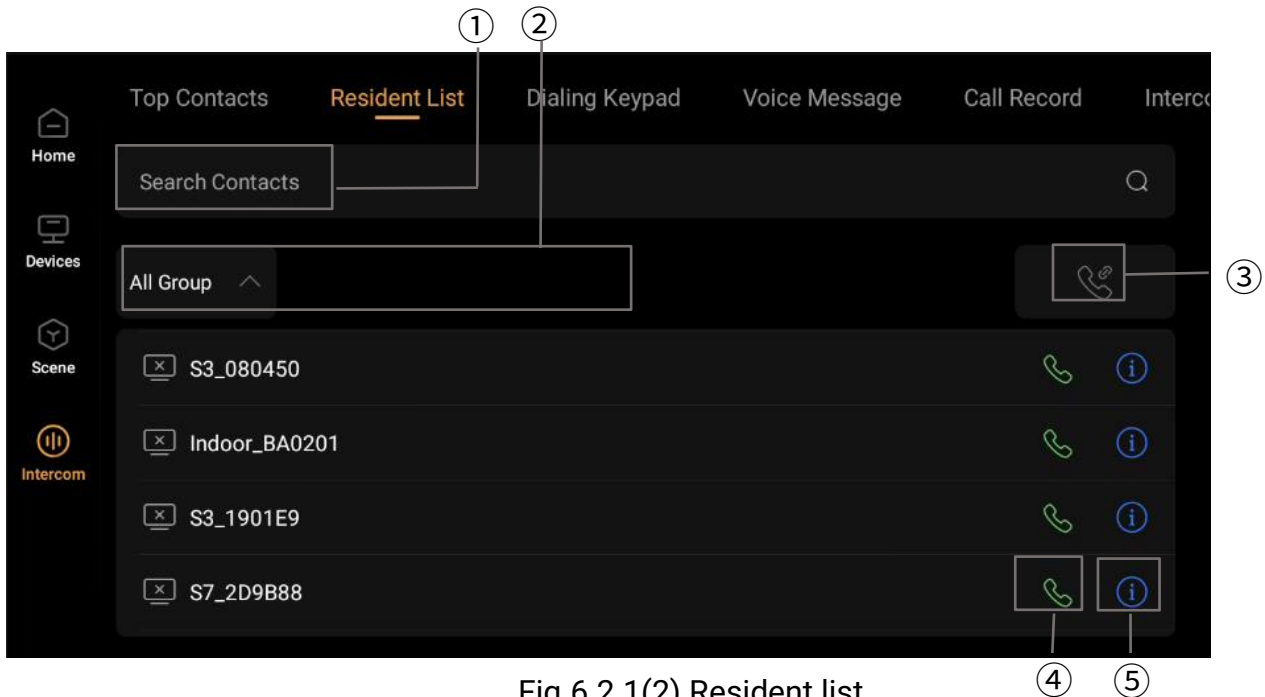 ① ②
Top Contacts Resident List Dialing Keypad Voice Message Call Record Interco
Home
Search Contacts
Devices
All Group
③
Scene
S3_080450
Intercom
Indoor_BA0201
S3_1901E9
S7_2D9B88
④ ⑤
Fig.6.2.1(2) Resident list